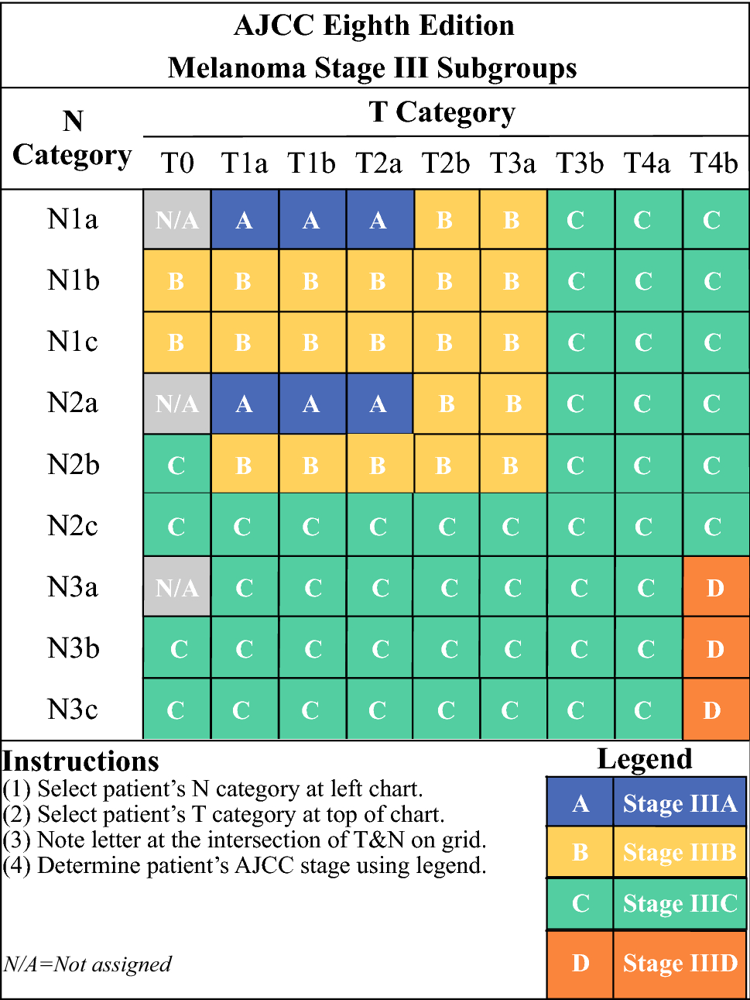 AJCC Eighth Edition
Melanoma Stage III Subgroups
N Category
T Category
T0 T1a T1b T2a T2b T3a T3b T4a T4b
N1a N/A A A A B B C C C
N1b B B B B B B C C C
N1c B B B B B B C C C
N2a N/A A A A B B C C C
N2b C B B B B B C C C
N2c C C C C C C C C C
N3a N/A C C C C C C C D
N3b C C C C C C C C D
N3c C C C C C C C C D
Instructions
(1) Select patient’s N category at left chart.
(2) Select patient’s T category at top of chart.
(3) Note letter at the intersection of T&N on grid.
(4) Determine patient’s AJCC stage using legend.
N/A=Not assigned
Legend
A Stage IIIA
B Stage IIIB
C Stage IIIC
D Stage IIID